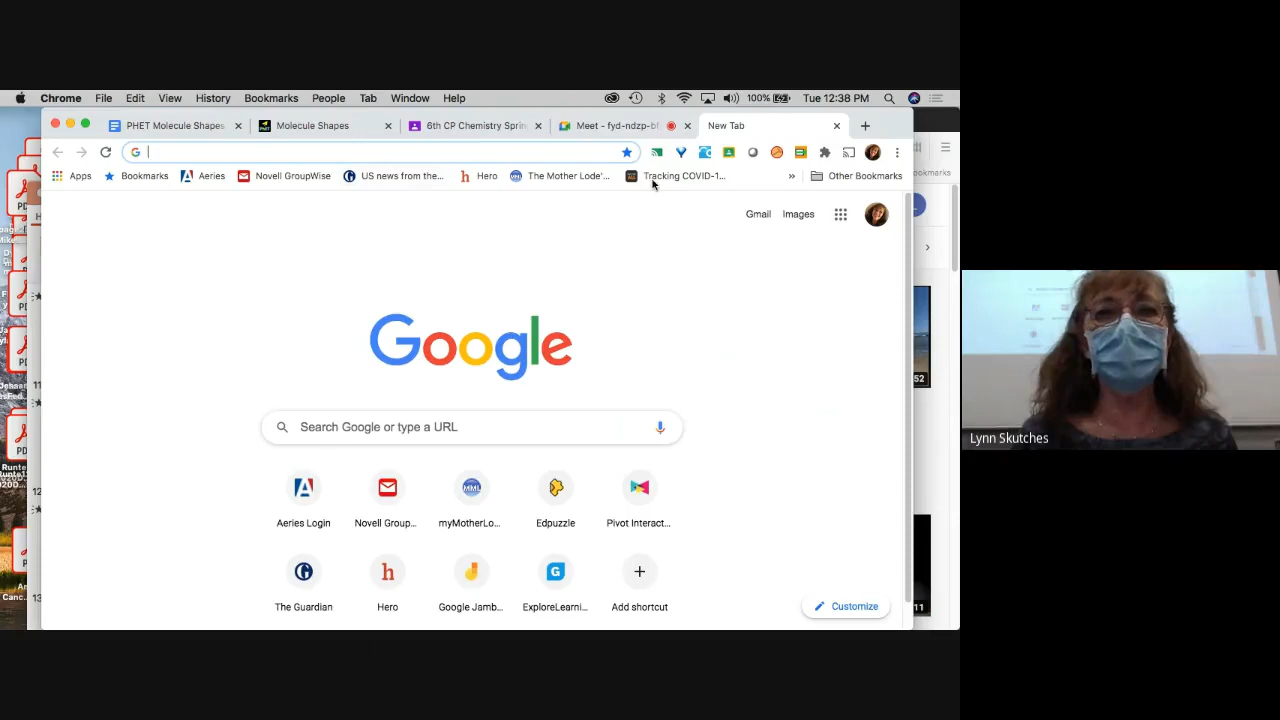 Chrome File Edit View History Bookmarks People Tab Window Help 100% Tue 12:38 PM
PHET Molecule Shapes Molecule Shapes 6th CP Chemistry Sprin Meet - fyd-ndzp-bf New Tab
Apps Bookmarks Aeries Novell GroupWise US news from the... Hero The Mother Lode'... Tracking COVID-1... » Other Bookmarks
Gmail Images
Google
Search Google or type a URL
Aeries Login Novell Group... myMotherLo... Edpuzzle Pivot Interact...
The Guardian Hero Google Jamb... ExploreLearni... Add shortcut
Customize
52
11
Lynn Skutches